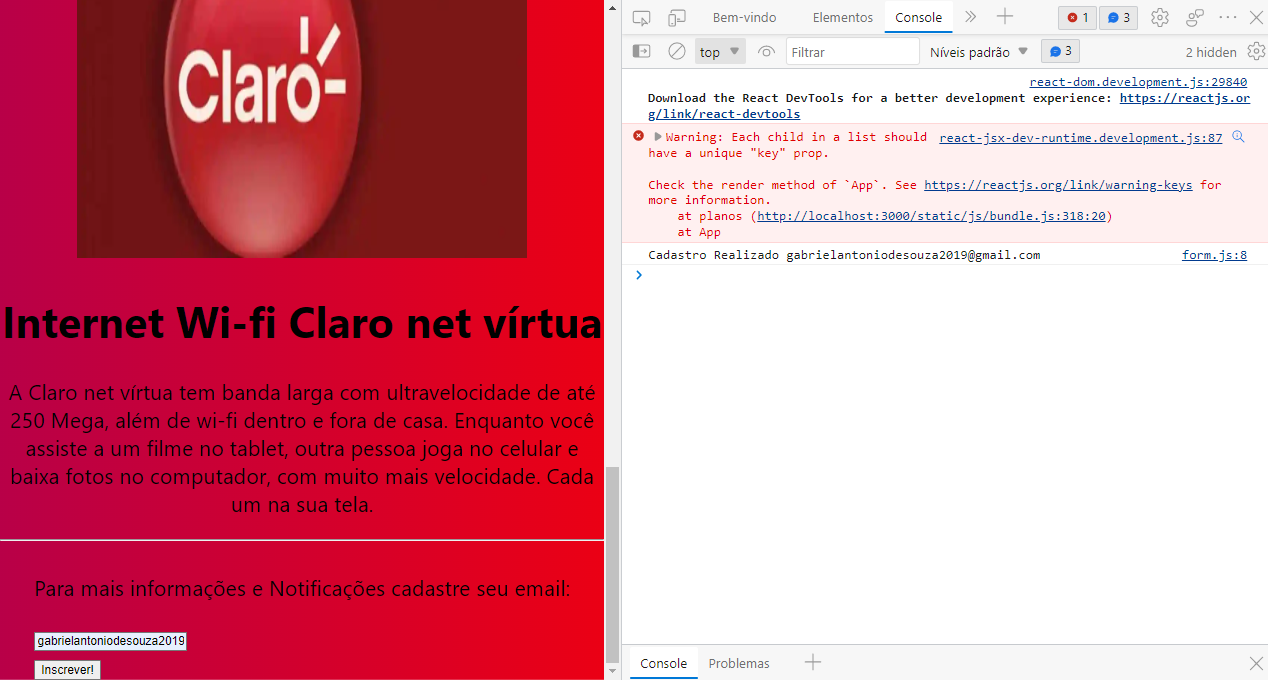 Claro
Internet Wi-fi Claro net vírtua
A Claro net vírtua tem banda larga com ultravelocidade de até
250 Mega, além de wi-fi dentro e fora de casa. Enquanto você
assiste a um filme no tablet, outra pessoa joga no celular e
baixa fotos no computador, com muito mais velocidade. Cada
um na sua tela.
Para mais informações e Notificações cadastre seu email:
gabrielantoniodesouza2019
Inscrever!
Bem-vindo Elementos Console 1 3
top Filtrar Níveis padrão 3 2 hidden
react-dom.development.js:29840
Download the React DevTools for a better development experience: https://reactjs.or
g/link/react-devtools
Warning: Each child in a list should react-jsx-dev-runtime.development.js:87
have a unique "key" prop.
Check the render method of `App`. See https://reactjs.org/link/warning-keys for
more information.
at planos (http://localhost:3000/static/js/bundle.js:318:20)
at App
Cadastro Realizado gabrielantoniodesouza2019@gmail.com form.js:8
Console Problemas